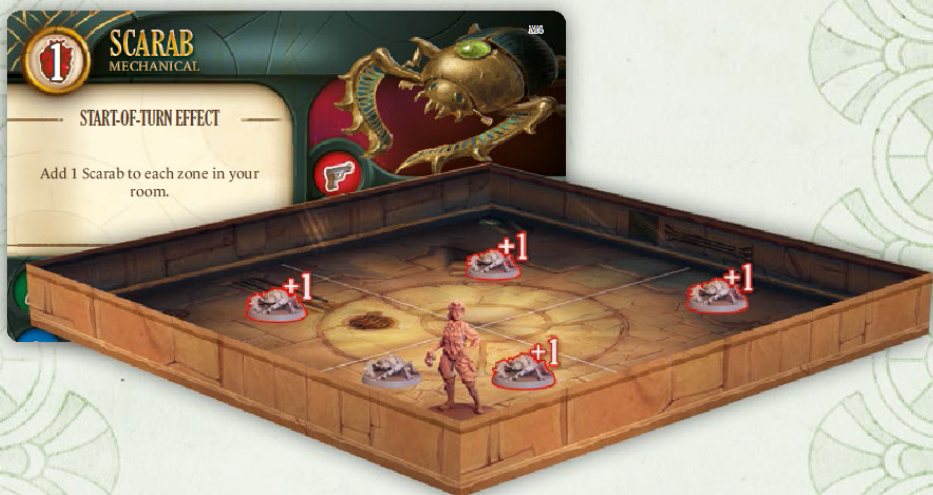 1
SCARAB
MECHANICAL
START-OF-TURN EFFECT
Add 1 Scarab to each zone in your
room.
+1
+1
+1
+1